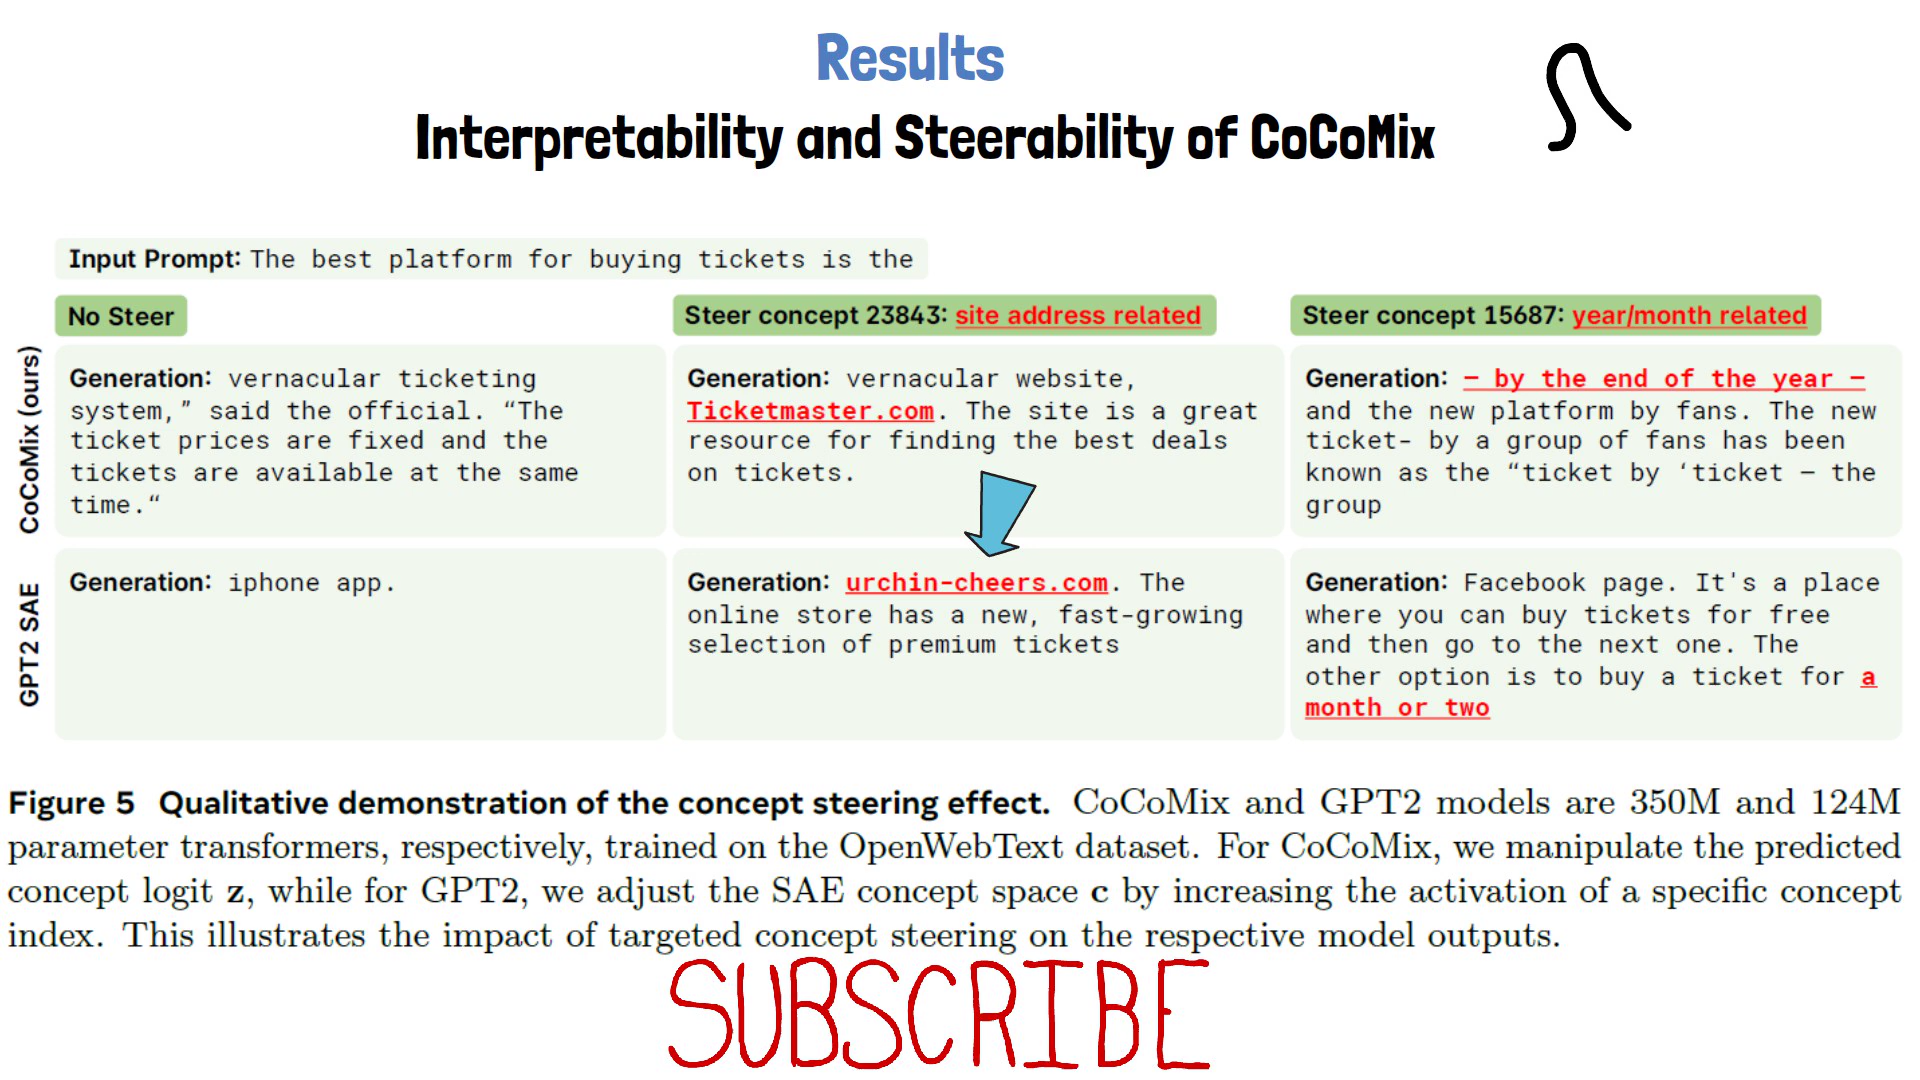 Results
Interpretability and Steerability of CoCoMix
Input Prompt: The best platform for buying tickets is the
No Steer
Steer concept 23843: site address related
Steer concept 15687: year/month related
CoCoMix (ours)
Generation: vernacular ticketing
system,” said the official. “The
ticket prices are fixed and the
tickets are available at the same
time.“
Generation: vernacular website,
Ticketmaster.com. The site is a great
resource for finding the best deals
on tickets.
Generation: – by the end of the year –
and the new platform by fans. The new
ticket- by a group of fans has been
known as the “ticket by ‘ticket – the
group
GPT2 SAE
Generation: iphone app.
Generation: urchin-cheers.com. The
online store has a new, fast-growing
selection of premium tickets
Generation: Facebook page. It's a place
where you can buy tickets for free
and then go to the next one. The
other option is to buy a ticket for a
month or two
Figure 5 Qualitative demonstration of the concept steering effect. CoCoMix and GPT2 models are 350M and 124M
parameter transformers, respectively, trained on the OpenWebText dataset. For CoCoMix, we manipulate the predicted
concept logit z, while for GPT2, we adjust the SAE concept space c by increasing the activation of a specific concept
index. This illustrates the impact of targeted concept steering on the respective model outputs.
SUBSCRIBE